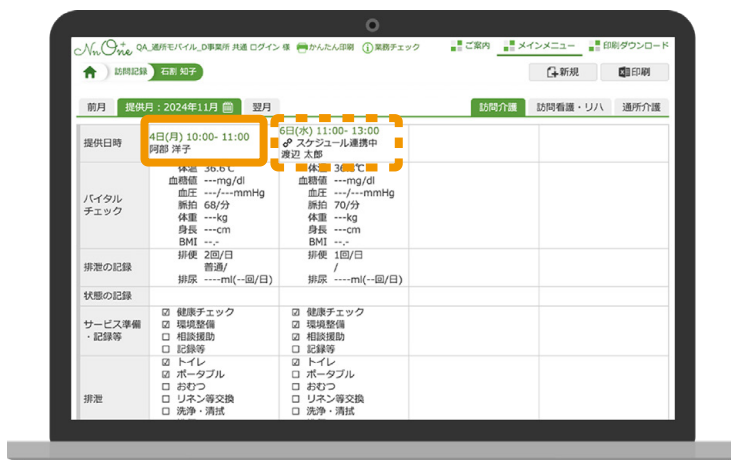 NnOne QA_通所モバイル_D事業所 共通 ログイン 様 かんたん印刷 業務チェック ご案内 メインメニュー 印刷ダウンロード
訪問記録 石割 知子 新規 印刷
前月 提供月：2024年11月 翌月 訪問介護 訪問看護・リハ 通所介護
提供日時
4日(月) 10:00- 11:00
阿部 洋子
6日(水) 11:00- 13:00
スケジュール連携中
渡辺 太郎
バイタル
チェック
体温 36.6℃
血糖値 ---mg/dl
血圧 ---/---mmHg
脈拍 68/分
体重 ---kg
身長 ---cm
BMI --.-
体温
血糖値 ---mg/dl
血圧 ---/---mmHg
脈拍 70/分
体重 ---kg
身長 ---cm
BMI --.-
排泄の記録
排便 2回/日
普通/
排尿 ----ml(--回/日)
排便 1回/日
/
排尿 ----ml(--回/日)
状態の記録
サービス準備
・記録等
☑ 健康チェック
☑ 環境整備
☐ 相談援助
☐ 記録等
☑ 健康チェック
☑ 環境整備
☐ 相談援助
☐ 記録等
排泄
☑ トイレ
☑ ポータブル
☐ おむつ
☐ リネン等交換
☐ 洗浄・清拭
☐ トイレ
☐ ポータブル
☐ おむつ
☐ リネン等交換
☐ 洗浄・清拭